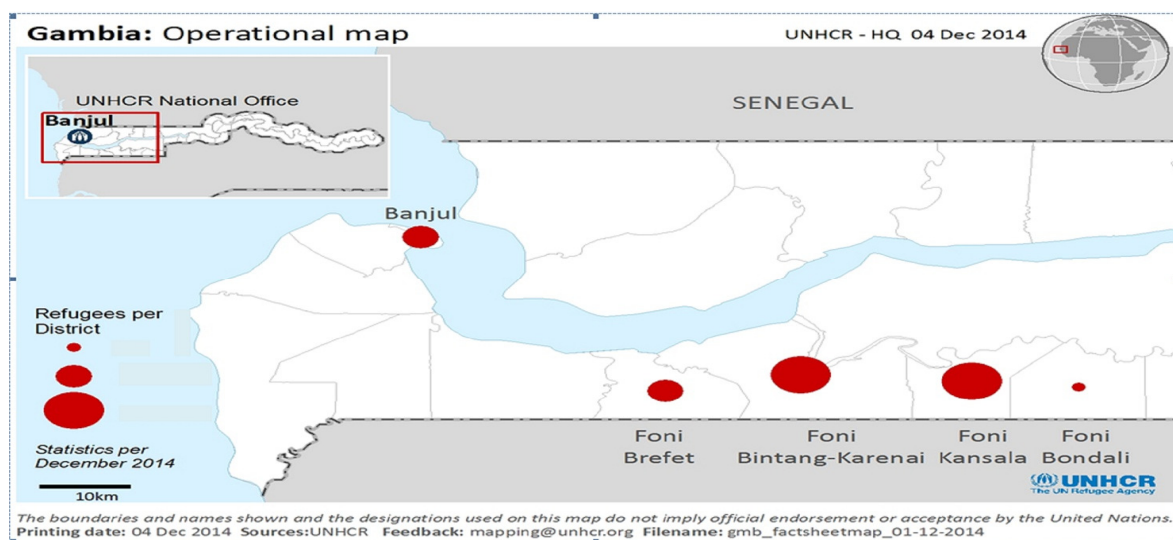 Gambia: Operational map
UNHCR - HQ 04 Dec 2014
UNHCR National Office
Banjul
SENEGAL
Banjul
Refugees per
District
Statistics per
December 2014
10km
Foni
Brefet
Foni
Bintang-Karenai
Foni
Kansala
Foni
Bondali
UNHCR
The UN Refugee Agency
The boundaries and names shown and the designations used on this map do not imply official endorsement or acceptance by the United Nations.
Printing date: 04 Dec 2014 Sources:UNHCR Feedback: mapping@unhcr.org Filename: gmb_factsheetmap_01-12-2014